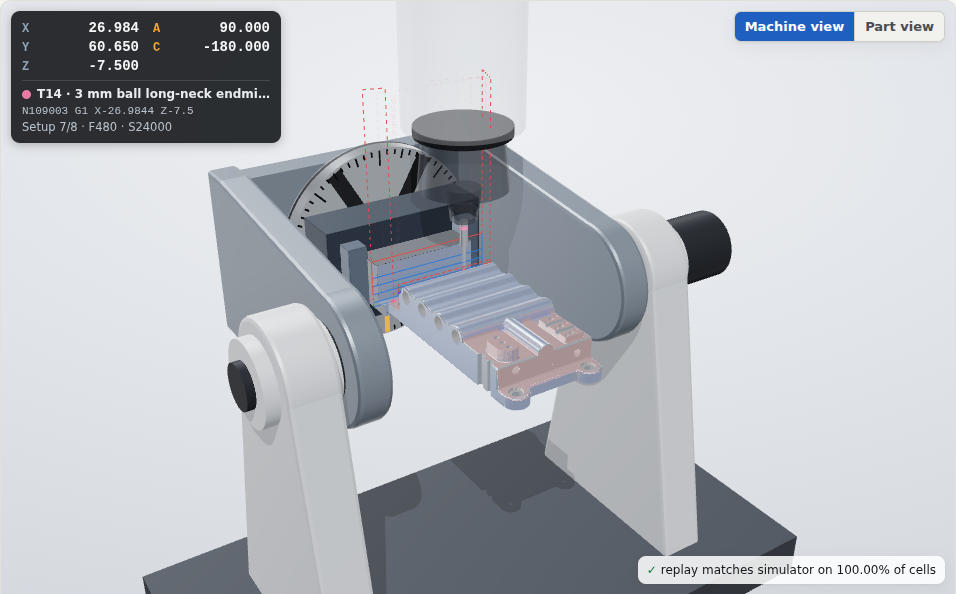 X 26.984 A 90.000
Y 60.650 C -180.000
Z -7.500
T14 · 3 mm ball long-neck endmi…
N109003 G1 X-26.9844 Z-7.5
Setup 7/8 · F480 · S24000
Machine view Part view
✓ replay matches simulator on 100.00% of cells